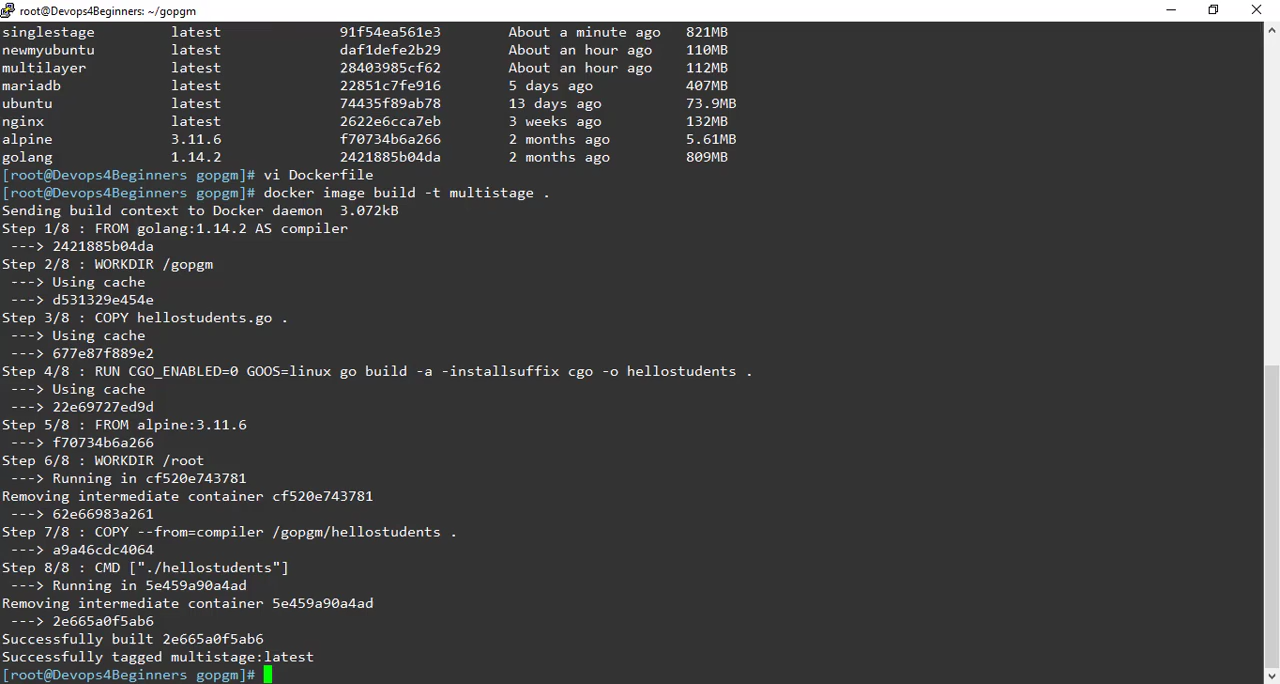 root@Devops4Beginners: ~/gopgm
singlestage latest 91f54ea561e3 About a minute ago 821MB
newmyubuntu latest daf1defe2b29 About an hour ago 110MB
multilayer latest 28403985cf62 About an hour ago 112MB
mariadb latest 22851c7fe916 5 days ago 407MB
ubuntu latest 74435f89ab78 13 days ago 73.9MB
nginx latest 2622e6cca7eb 3 weeks ago 132MB
alpine 3.11.6 f70734b6a266 2 months ago 5.61MB
golang 1.14.2 2421885b04da 2 months ago 809MB
[root@Devops4Beginners gopgm]# vi Dockerfile
[root@Devops4Beginners gopgm]# docker image build -t multistage .
Sending build context to Docker daemon 3.072kB
Step 1/8 : FROM golang:1.14.2 AS compiler
---> 2421885b04da
Step 2/8 : WORKDIR /gopgm
---> Using cache
---> d531329e454e
Step 3/8 : COPY hellostudents.go .
---> Using cache
---> 677e87f889e2
Step 4/8 : RUN CGO_ENABLED=0 GOOS=linux go build -a -installsuffix cgo -o hellostudents .
---> Using cache
---> 22e69727ed9d
Step 5/8 : FROM alpine:3.11.6
---> f70734b6a266
Step 6/8 : WORKDIR /root
---> Running in cf520e743781
Removing intermediate container cf520e743781
---> 62e66983a261
Step 7/8 : COPY --from=compiler /gopgm/hellostudents .
---> a9a46cdc4064
Step 8/8 : CMD ["./hellostudents"]
---> Running in 5e459a90a4ad
Removing intermediate container 5e459a90a4ad
---> 2e665a0f5ab6
Successfully built 2e665a0f5ab6
Successfully tagged multistage:latest
[root@Devops4Beginners gopgm]#